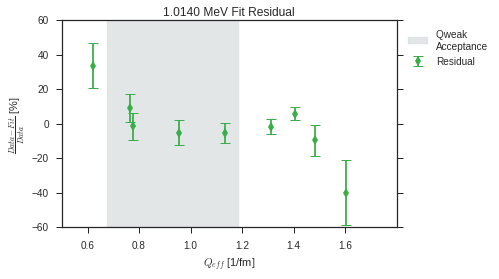 1.0140 MeV Fit Residual
60
40
20
0
−20
−40
−60
Data−Fit
Data
[%]
0.6 0.8 1.0 1.2 1.4 1.6
Q_eff [1/fm]
Qweak
Acceptance
Residual